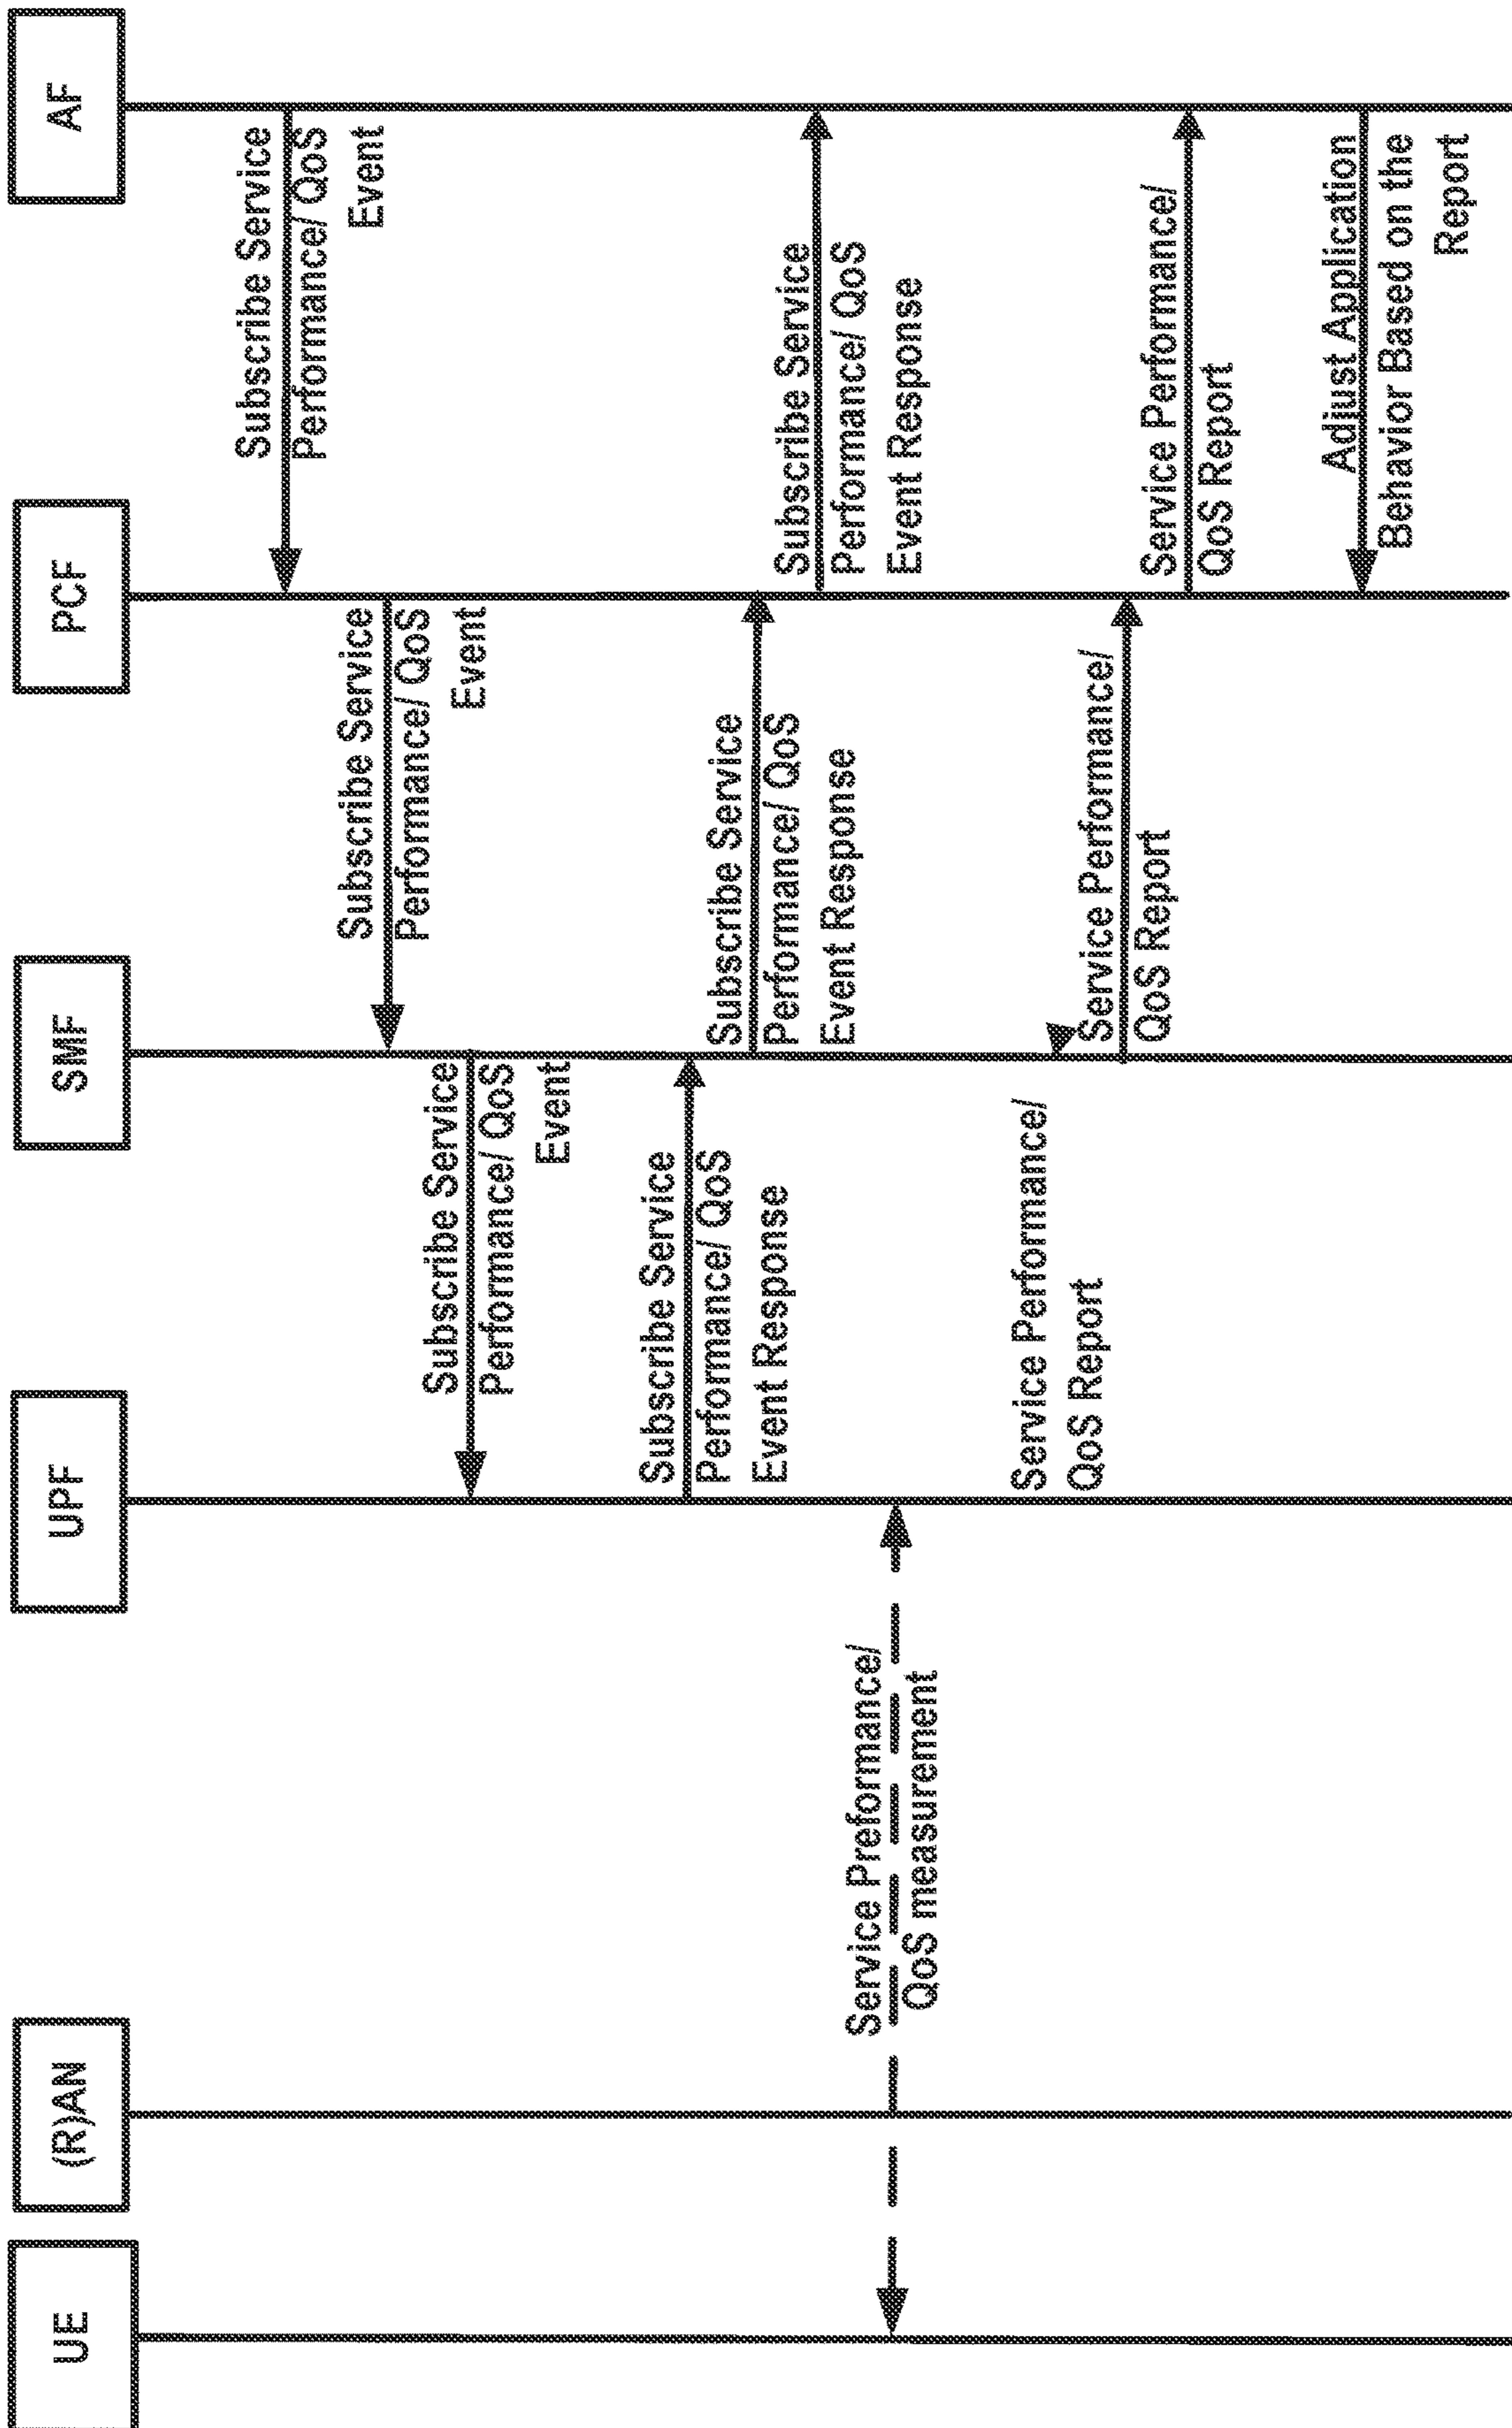 UE
(R)AN
UPF
SMF
PCF
AF
Subscribe Service
Performance/ QoS
Event
Subscribe Service
Performance/ QoS
Event
Subscribe Service
Performance/ QoS
Event
Subscribe Service
Performance/ QoS
Event Response
Subscribe Service
Performance/ QoS
Event Response
Subscribe Service
Performance/ QoS
Event Response
Service Preformance/
QoS measurement
Service Performance/
QoS Report
Service Performance/
QoS Report
Service Performance/
QoS Report
Adjust Application
Behavior Based on the
Report